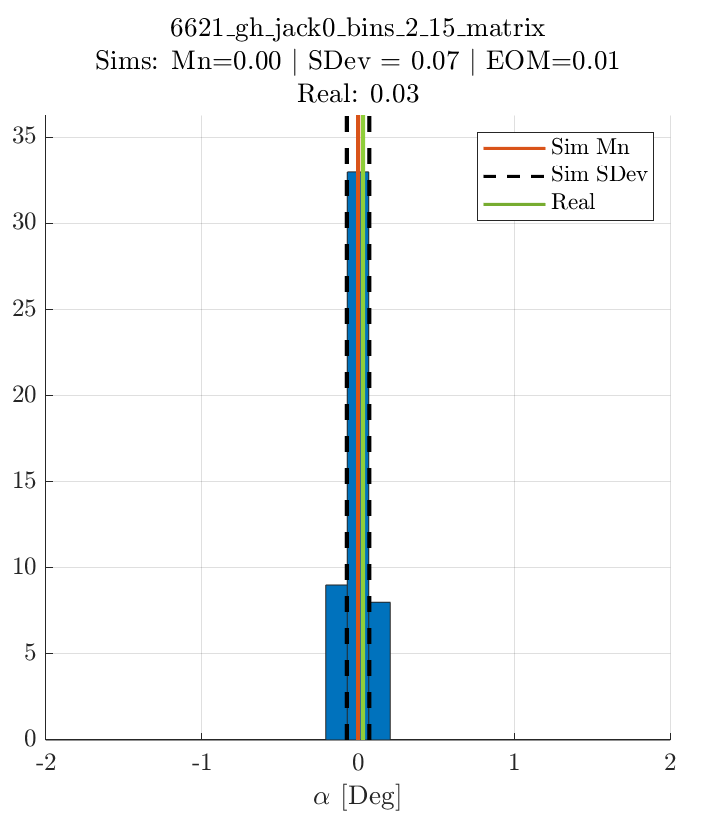 6621_gh_jack0_bins_2_15_matrix
Sims: Mn=0.00 | SDev = 0.07 | EOM=0.01
Real: 0.03
Sim Mn
Sim SDev
Real
35
30
25
20
15
10
5
0
-2 -1 0 1 2
α [Deg]